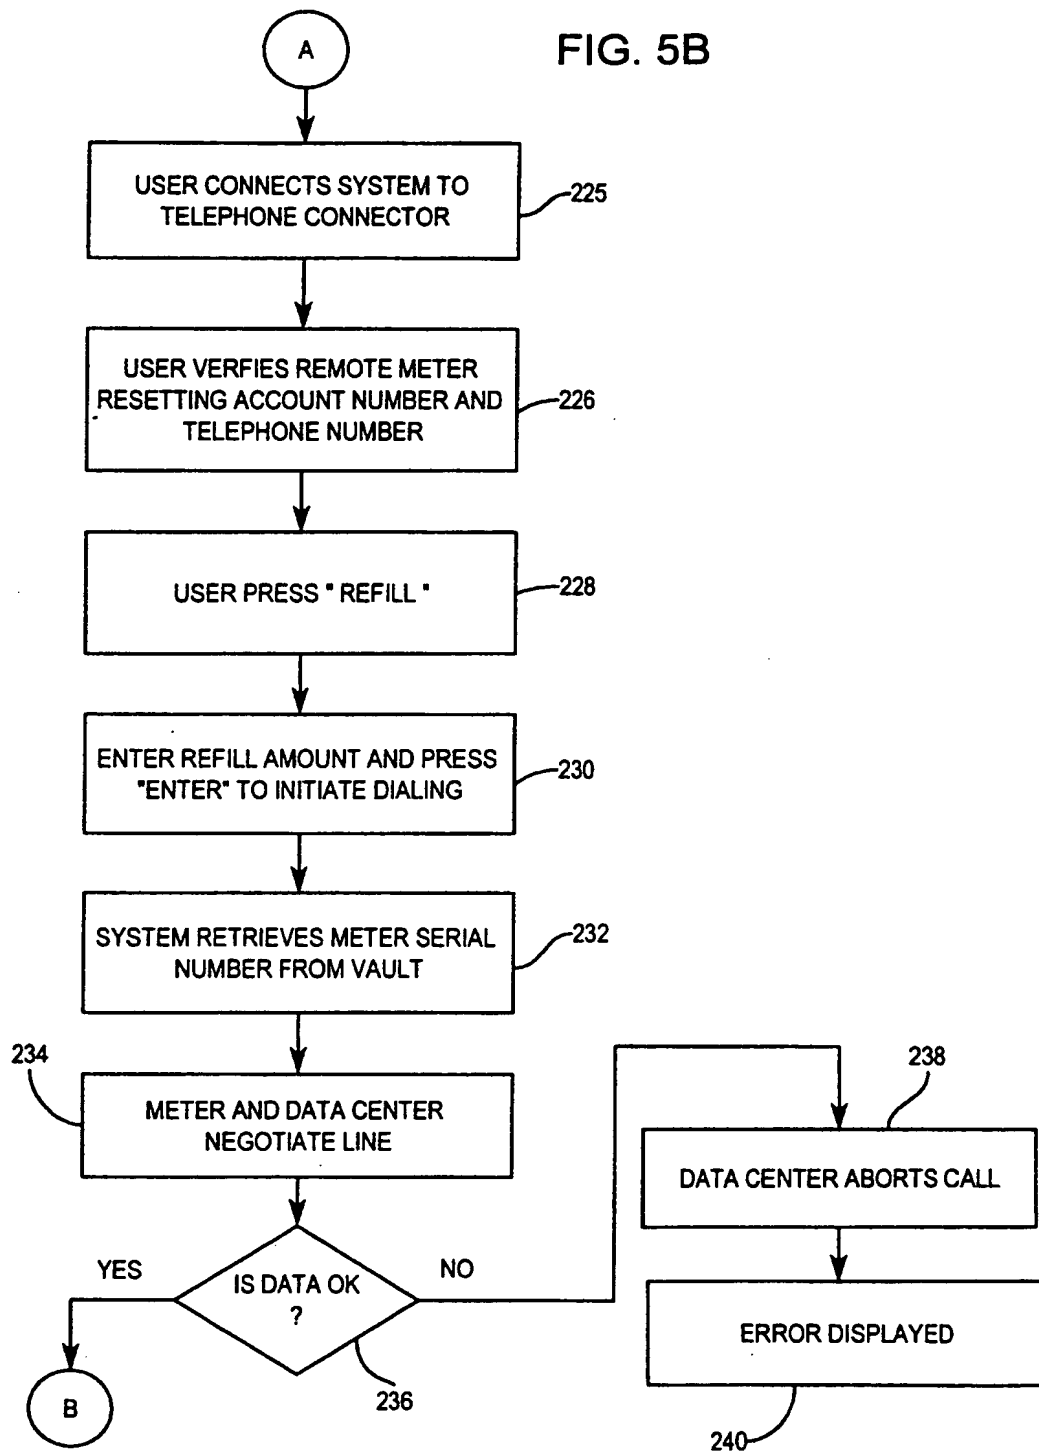 A
FIG. 5B
USER CONNECTS SYSTEM TO
TELEPHONE CONNECTOR
225
USER VERFIES REMOTE METER
RESETTING ACCOUNT NUMBER AND
TELEPHONE NUMBER
226
USER PRESS " REFILL "
228
ENTER REFILL AMOUNT AND PRESS
"ENTER" TO INITIATE DIALING
230
SYSTEM RETRIEVES METER SERIAL
NUMBER FROM VAULT
232
234
METER AND DATA CENTER
NEGOTIATE LINE
238
DATA CENTER ABORTS CALL
YES
IS DATA OK
?
NO
236
ERROR DISPLAYED
240
B